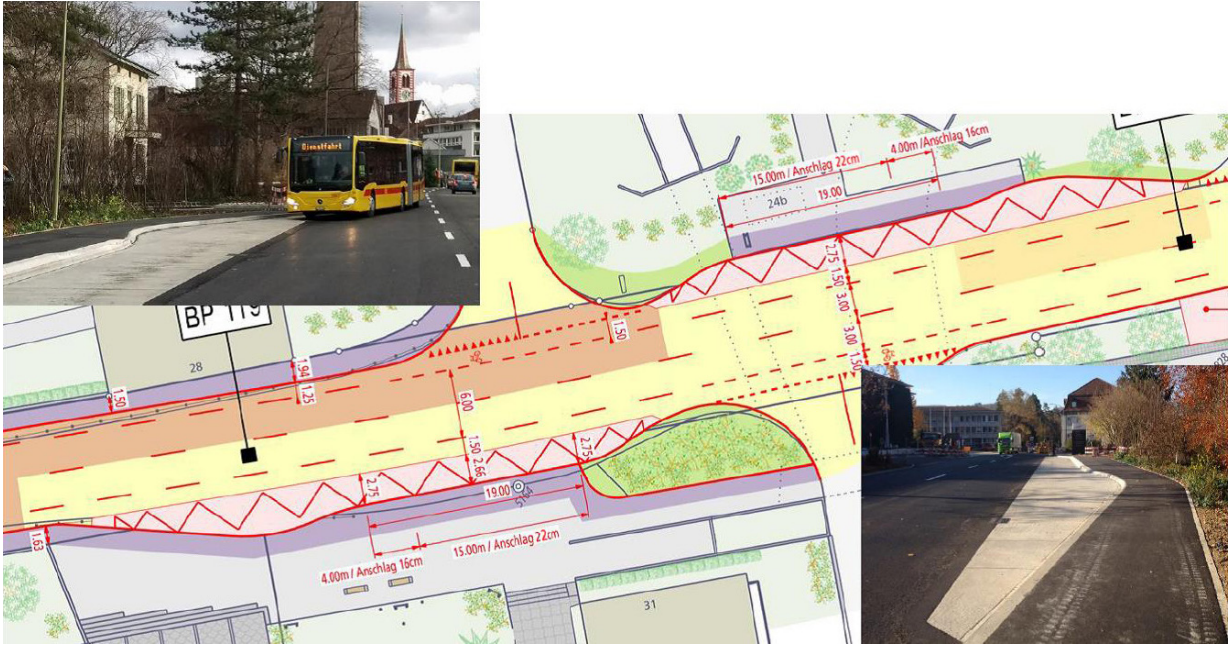 Dienstfahrt
15.00m / Anschlag 22cm
4.00m / Anschlag 16cm
19.00
24b
2.75
1.50
3.00
3.00
1.50
BP 119
28
1.50
1.94
1.25
1.50
6.00
1.50
2.66
2.75
2.75
19.00
5764
1.63
4.00m / Anschlag 16cm
15.00m / Anschlag 22cm
31